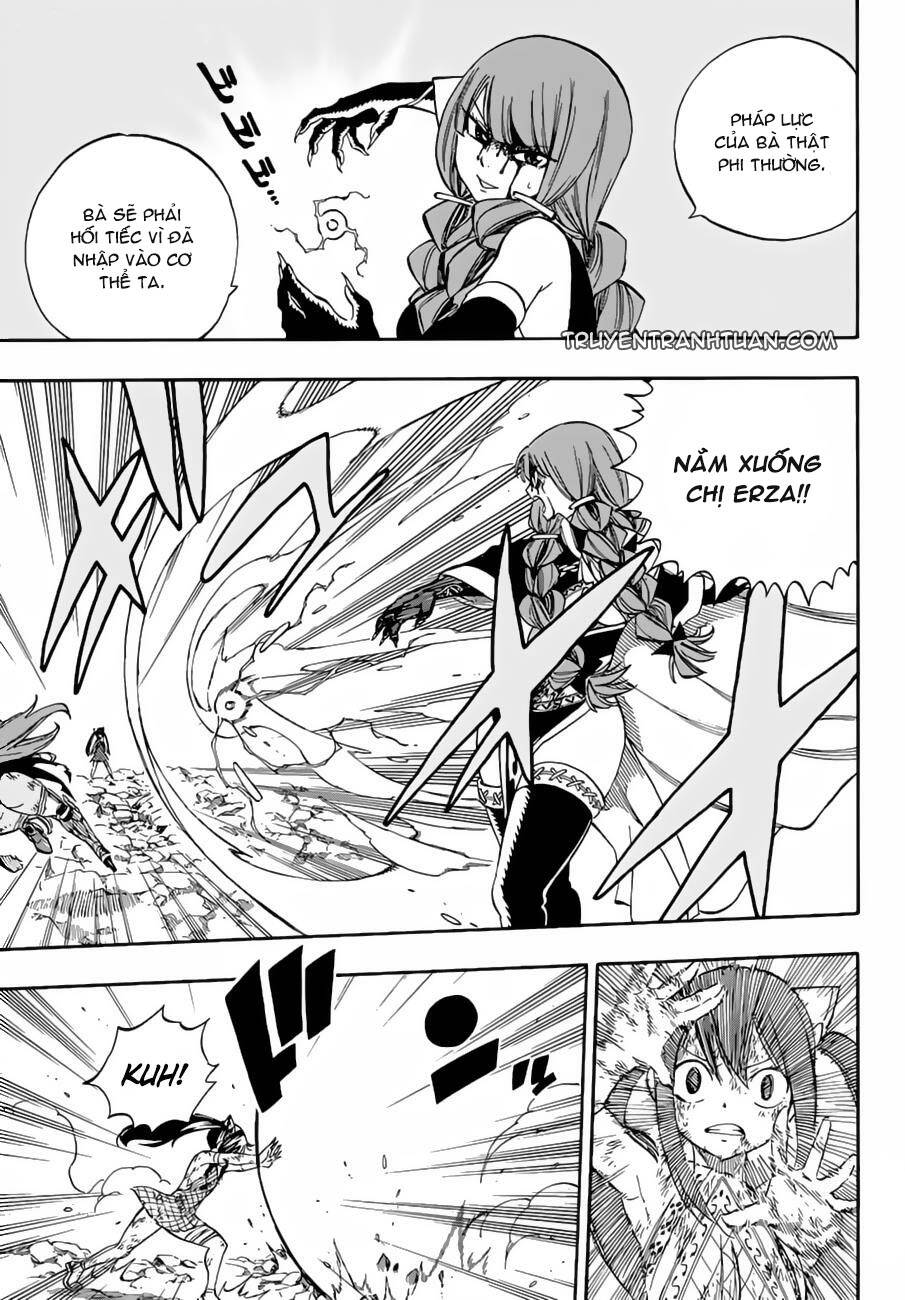 PHÁP LỰC
CỦA BÀ THẬT
PHI THƯỜNG.
BÀ SẼ PHẢI
HỐI TIẾC VÌ ĐÃ
NHẬP VÀO CƠ
THỂ TA.
TRUYENTRANHTUAN.COM
NẰM XUỐNG
CHỊ ERZA!!
KUH!